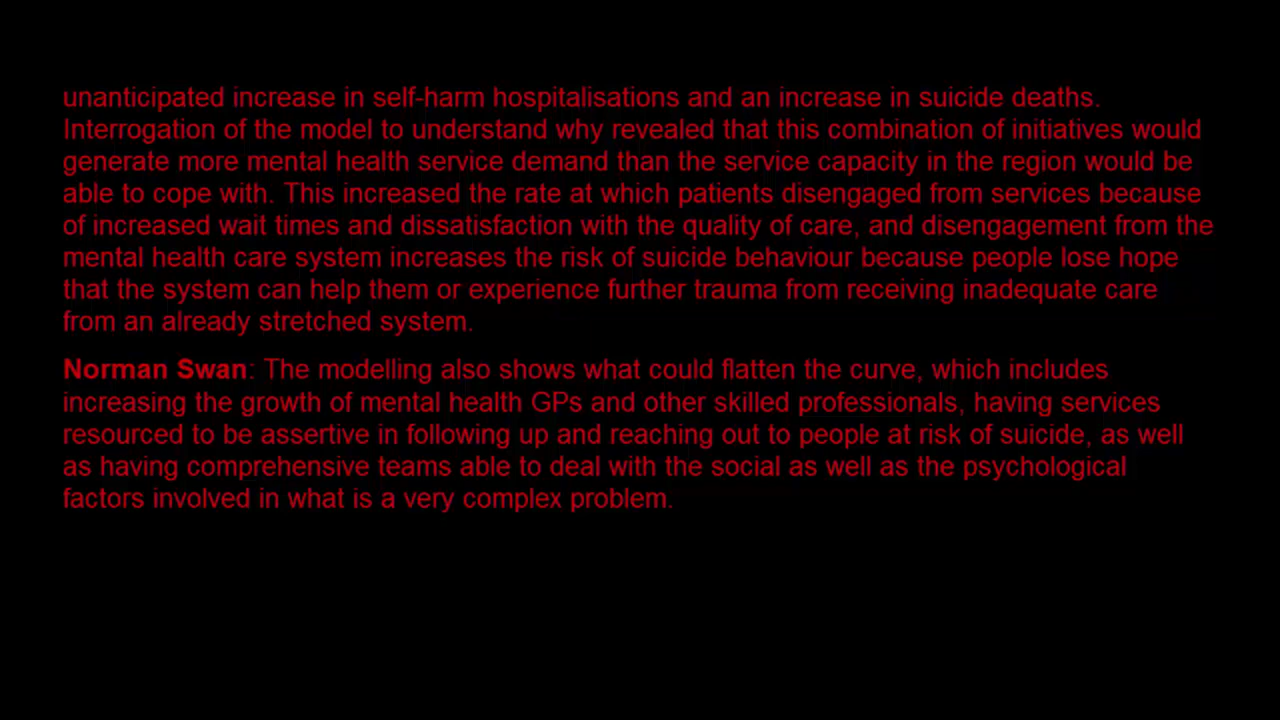 unanticipated increase in self-harm hospitalisations and an increase in suicide deaths.
Interrogation of the model to understand why revealed that this combination of initiatives would
generate more mental health service demand than the service capacity in the region would be
able to cope with. This increased the rate at which patients disengaged from services because
of increased wait times and dissatisfaction with the quality of care, and disengagement from the
mental health care system increases the risk of suicide behaviour because people lose hope
that the system can help them or experience further trauma from receiving inadequate care
from an already stretched system.
Norman Swan: The modelling also shows what could flatten the curve, which includes
increasing the growth of mental health GPs and other skilled professionals, having services
resourced to be assertive in following up and reaching out to people at risk of suicide, as well
as having comprehensive teams able to deal with the social as well as the psychological
factors involved in what is a very complex problem.